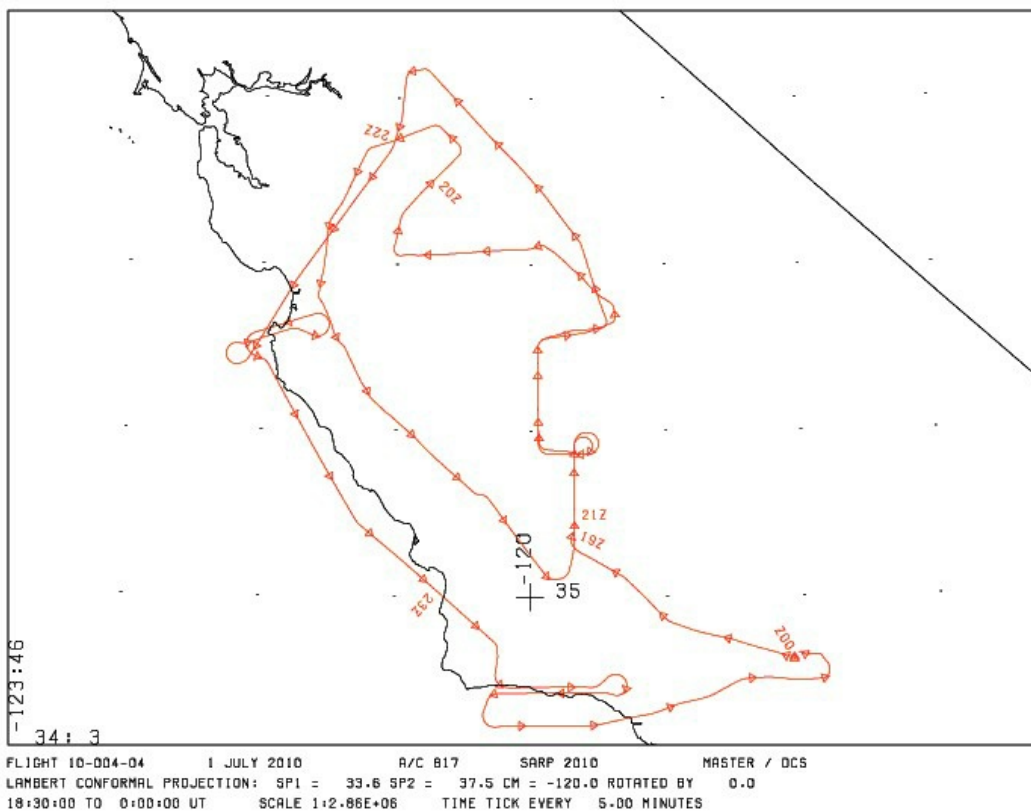 22Z
20Z
21Z
19Z
-120
35
23Z
00Z
-123:46
34: 3
FLIGHT 10-004-04 1 JULY 2010 A/C 817 SARP 2010 MASTER / OCS
LAMBERT CONFORMAL PROJECTION: SP1 = 33.6 SP2 = 37.5 CM = -120.0 ROTATED BY 0.0
18:30:00 TO 0:00:00 UT SCALE 1:2.86E+06 TIME TICK EVERY 5.00 MINUTES